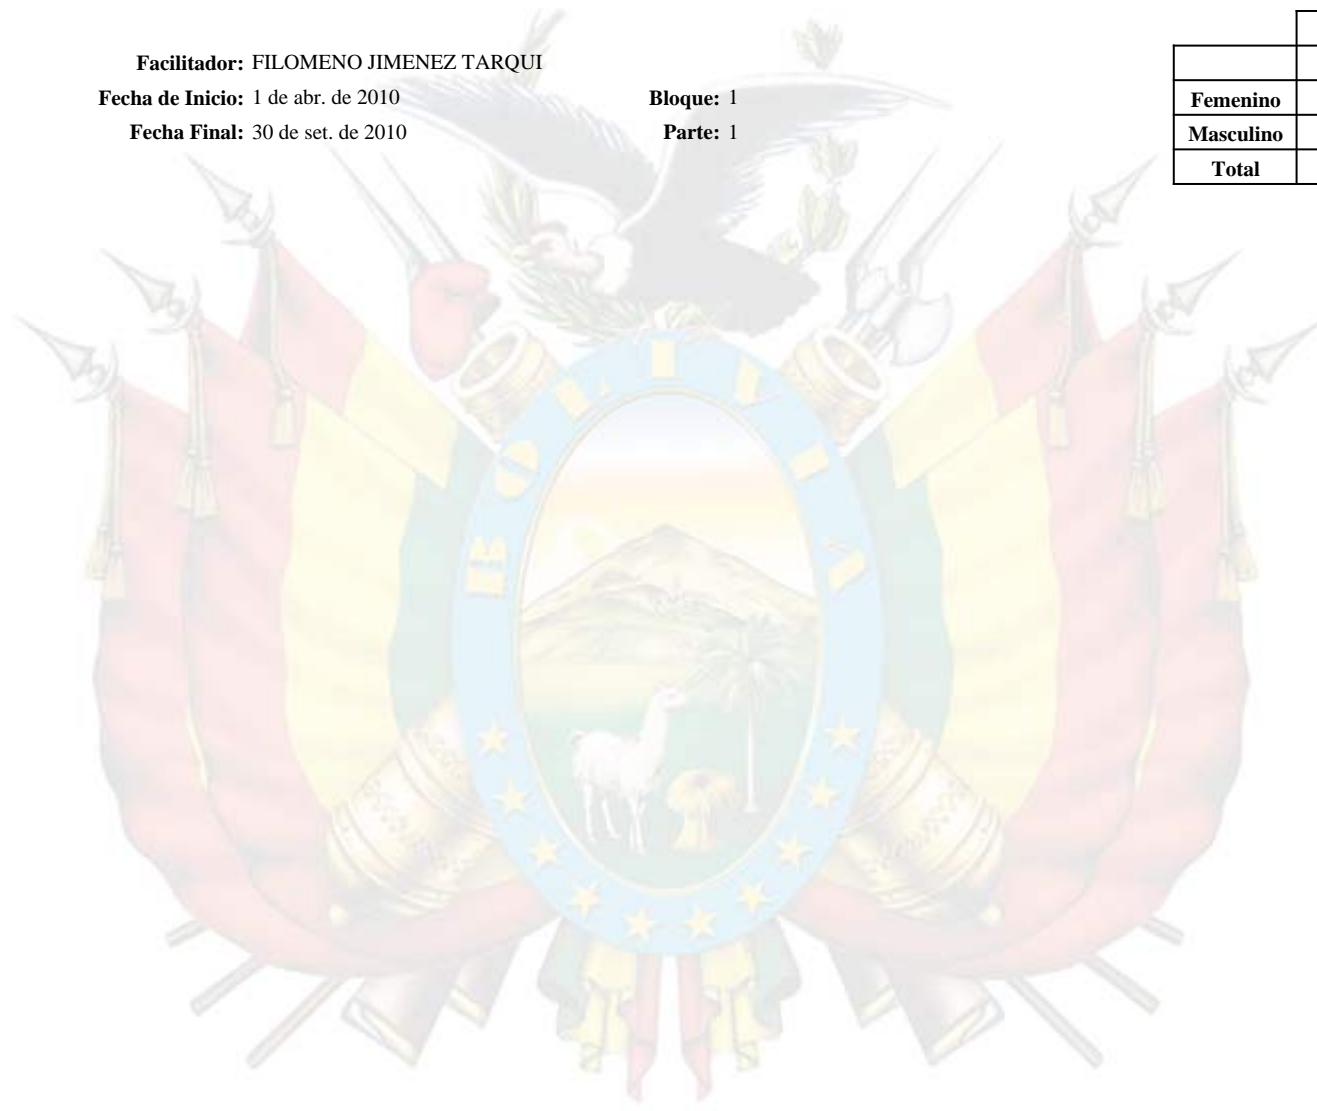 Facilitador: FILOMENO JIMENEZ TARQUI
Fecha de Inicio: 1 de abr. de 2010 Bloque: 1
Fecha Final: 30 de set. de 2010 Parte: 1
Femenino
Masculino
Total
BOLIVIA